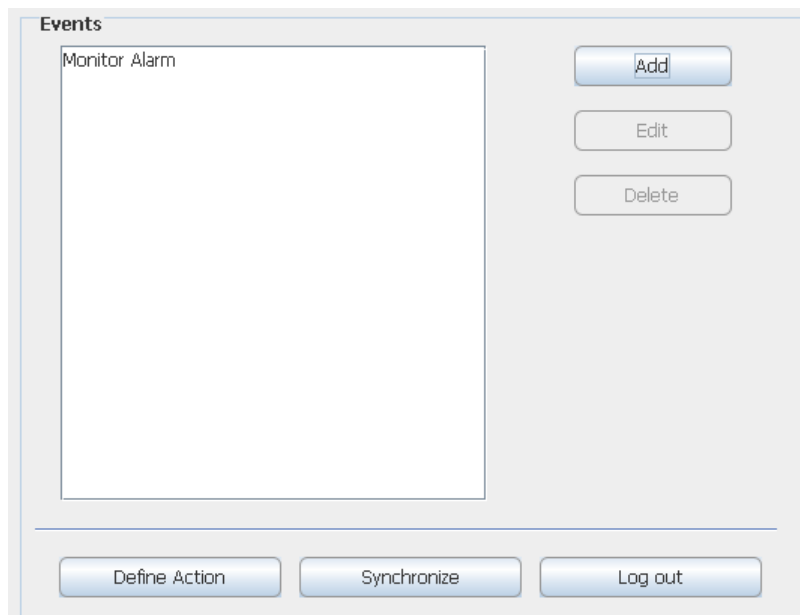 Events
Monitor Alarm
Add
Edit
Delete
Define Action
Synchronize
Log out